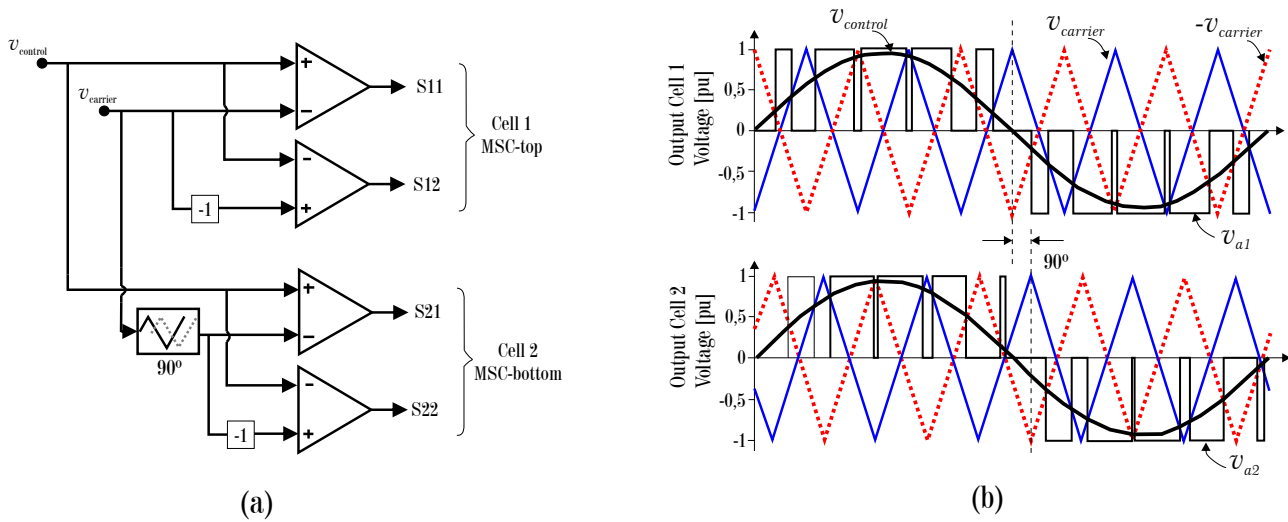 v_control
v_carrier
+
−
S11
Cell 1
MSC-top
−
S12
-1
+
+
S21
−
90º
Cell 2
MSC-bottom
−
S22
-1
+
(a)
v_control
v_carrier
-v_carrier
Output Cell 1
Voltage [pu]
1
0,5
0
-0,5
-1
v_a1
90º
Output Cell 2
Voltage [pu]
1
0,5
0
-0,5
-1
v_a2
(b)